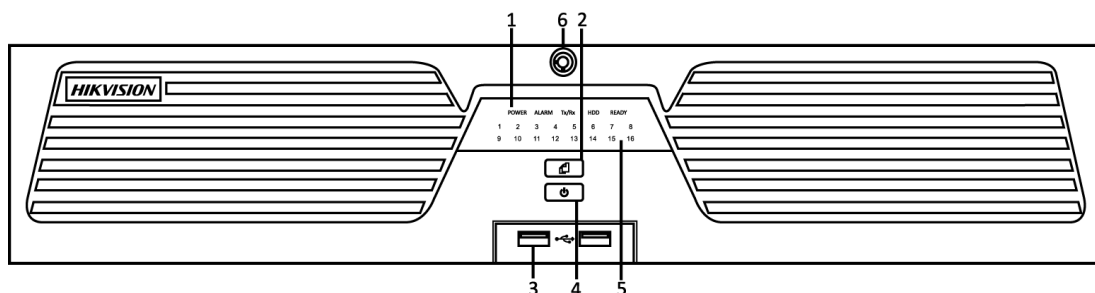 1 6 2
HIKVISION
POWER ALARM Tx/Rx HDD READY
1 2 3 4 5 6 7 8
9 10 11 12 13 14 15 16
3 4 5